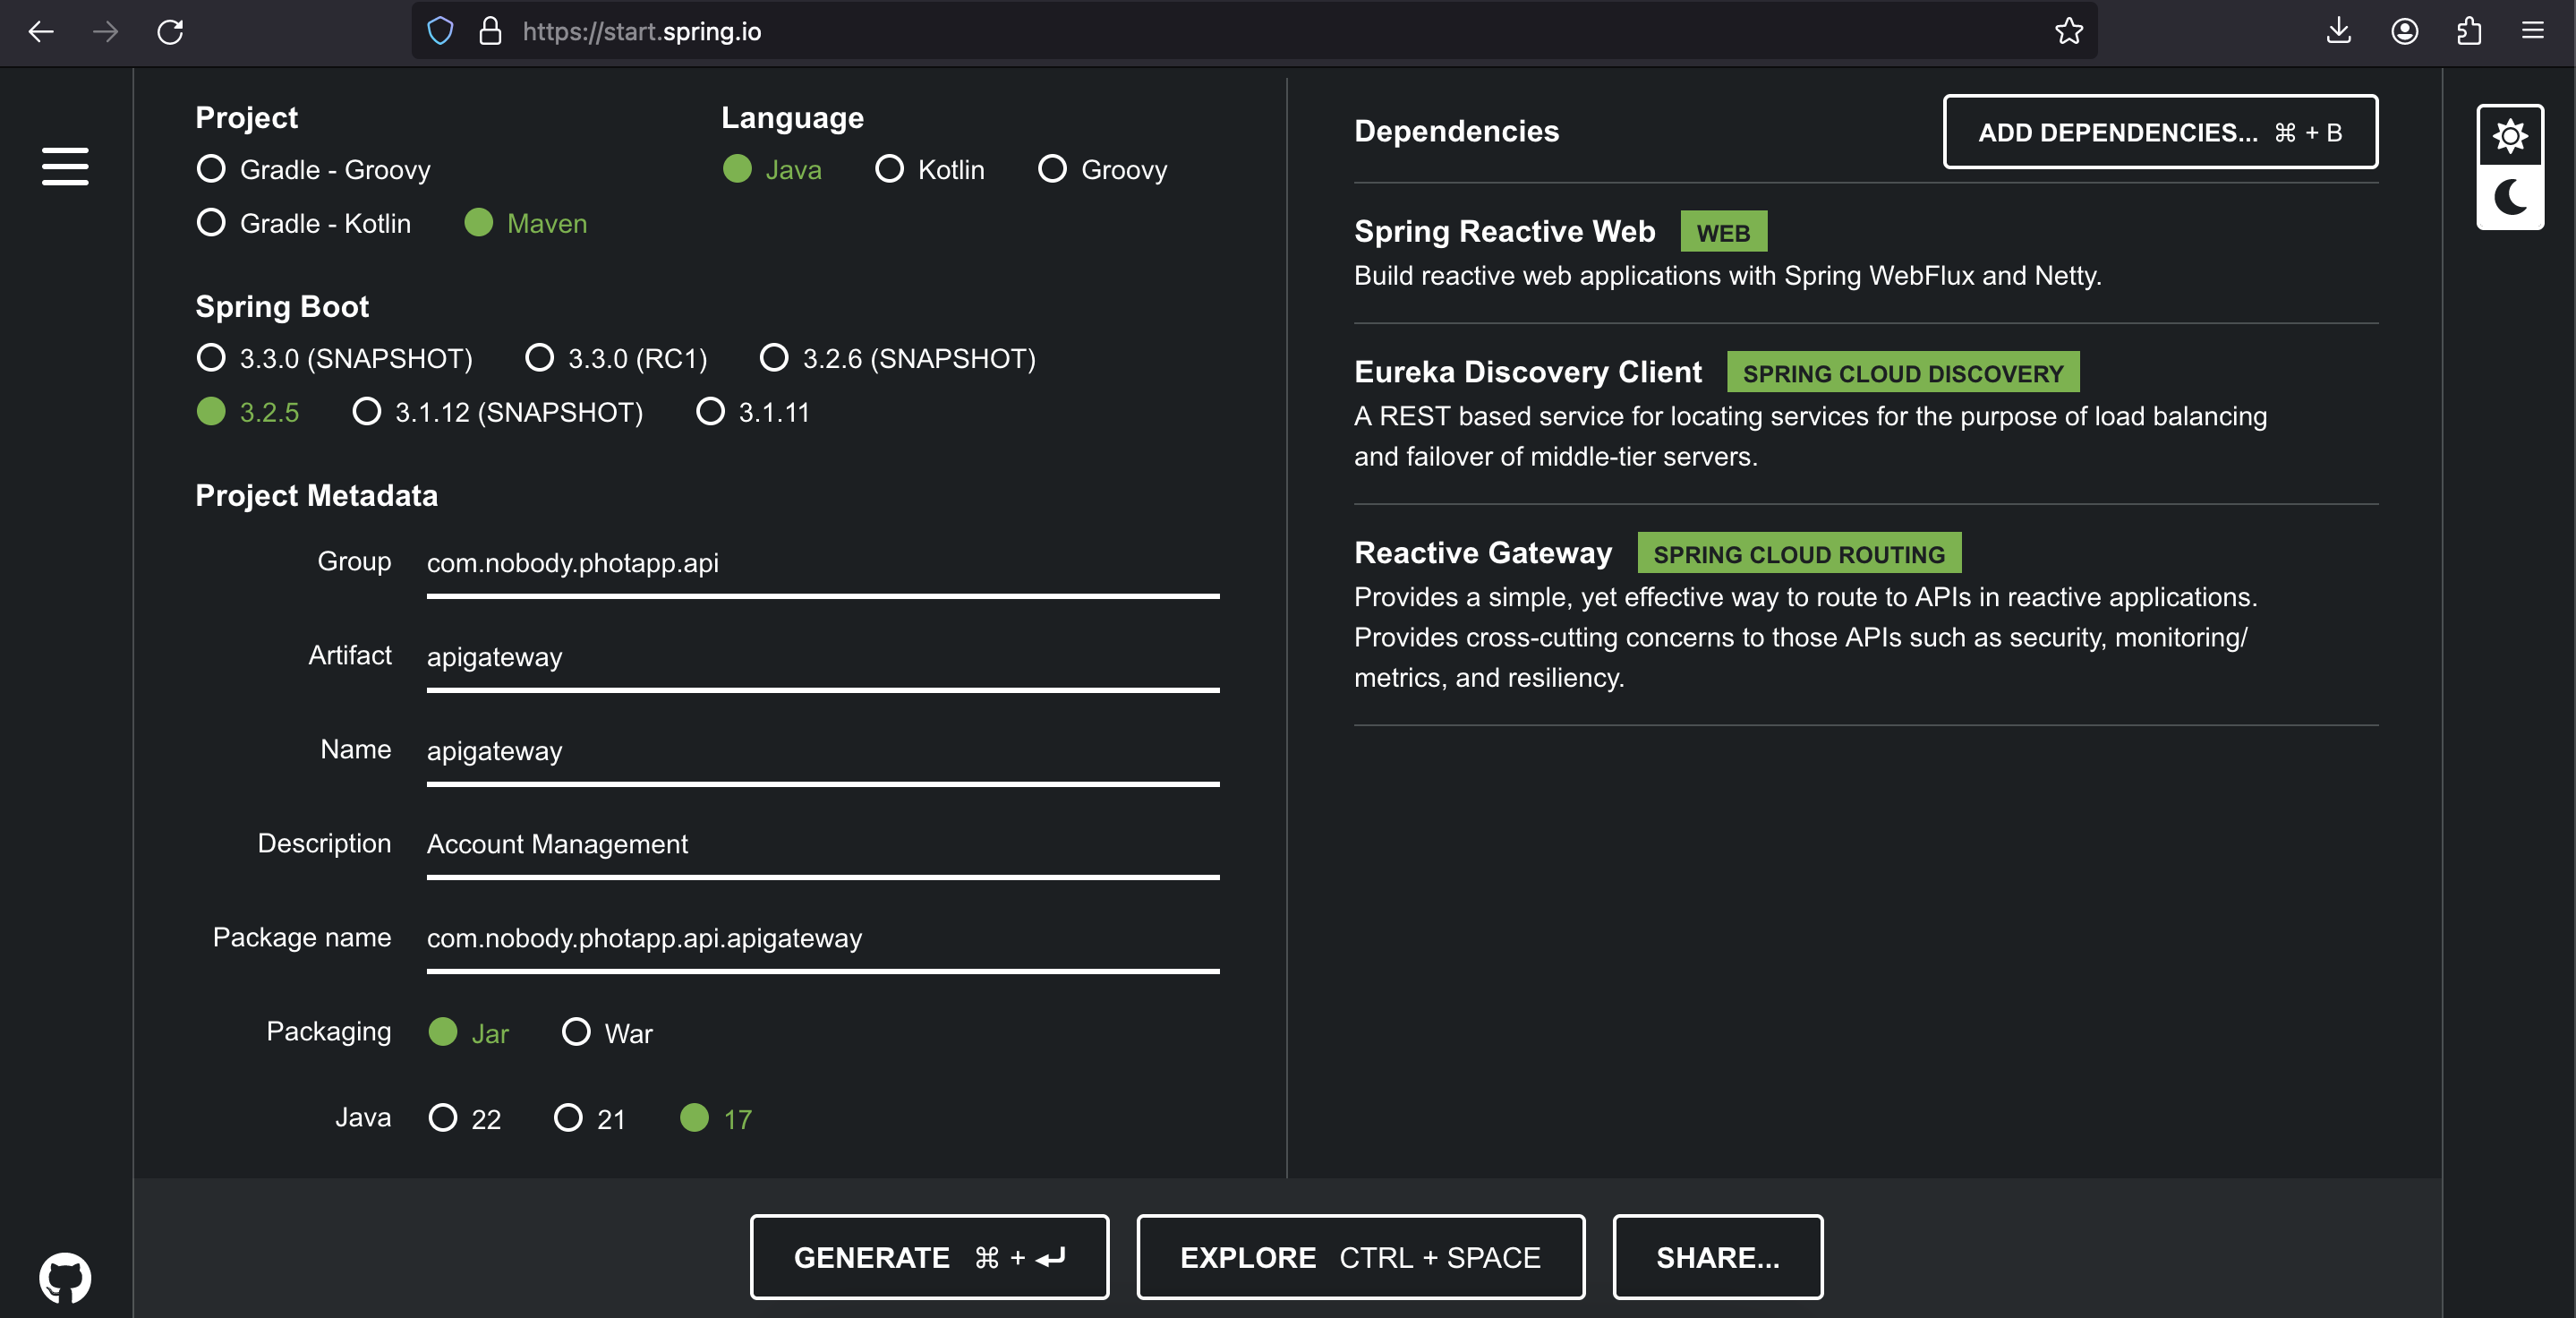 https://start.spring.io
Project
Gradle - Groovy
Gradle - Kotlin Maven
Language
Java Kotlin Groovy
Spring Boot
3.3.0 (SNAPSHOT) 3.3.0 (RC1) 3.2.6 (SNAPSHOT)
3.2.5 3.1.12 (SNAPSHOT) 3.1.11
Project Metadata
Group com.nobody.photapp.api
Artifact apigateway
Name apigateway
Description Account Management
Package name com.nobody.photapp.api.apigateway
Packaging Jar War
Java 22 21 17
Dependencies
ADD DEPENDENCIES... ⌘ + B
Spring Reactive Web WEB
Build reactive web applications with Spring WebFlux and Netty.
Eureka Discovery Client SPRING CLOUD DISCOVERY
A REST based service for locating services for the purpose of load balancing
and failover of middle-tier servers.
Reactive Gateway SPRING CLOUD ROUTING
Provides a simple, yet effective way to route to APIs in reactive applications.
Provides cross-cutting concerns to those APIs such as security, monitoring/
metrics, and resiliency.
GENERATE ⌘ + ⏎
EXPLORE CTRL + SPACE
SHARE...